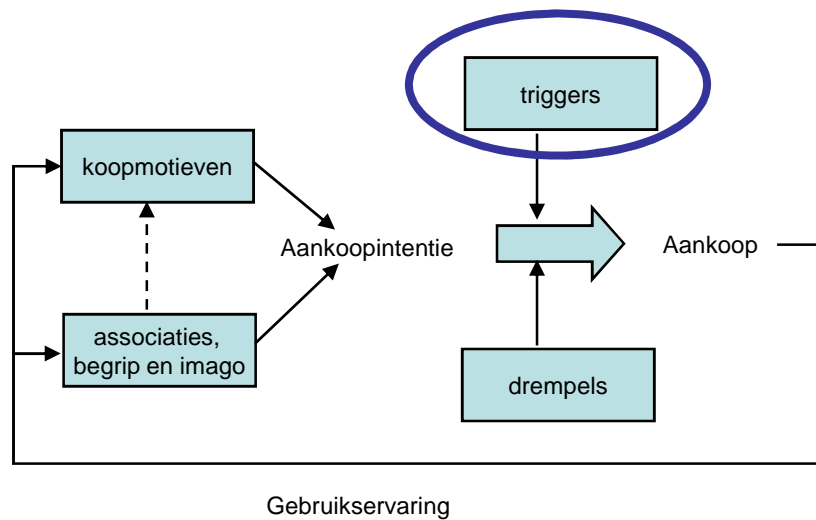 triggers
koopmotieven
Aankoopintentie
Aankoop
associaties,
begrip en imago
drempels
Gebruikservaring